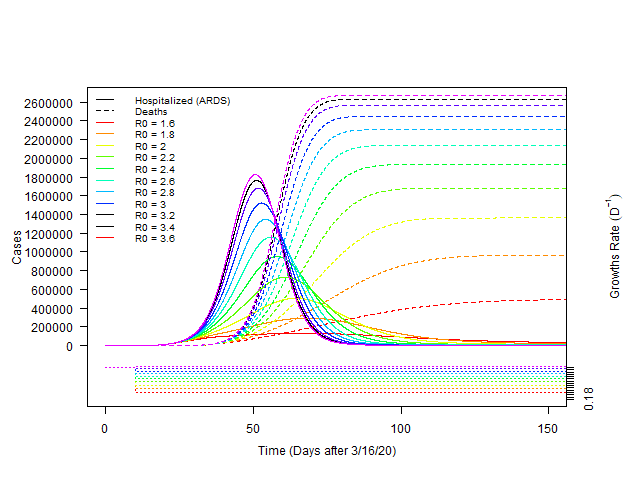 Hospitalized (ARDS)
Deaths
R0 = 1.6
R0 = 1.8
R0 = 2
R0 = 2.2
R0 = 2.4
R0 = 2.6
R0 = 2.8
R0 = 3
R0 = 3.2
R0 = 3.4
R0 = 3.6
2600000
2400000
2200000
2000000
1800000
1600000
1400000
1200000
1000000
800000
600000
400000
200000
0
Cases
Growths Rate (D⁻¹)
0.18
0 50 100 150
Time (Days after 3/16/20)